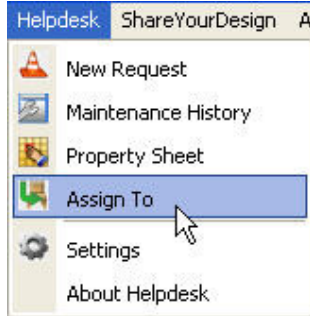 Helpdesk ShareYourDesign A
New Request
Maintenance History
Property Sheet
Assign To
Settings
About Helpdesk